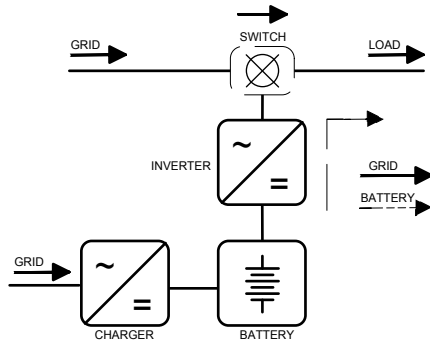 SWITCH
GRID
LOAD
INVERTER
GRID
BATTERY
GRID
CHARGER
BATTERY